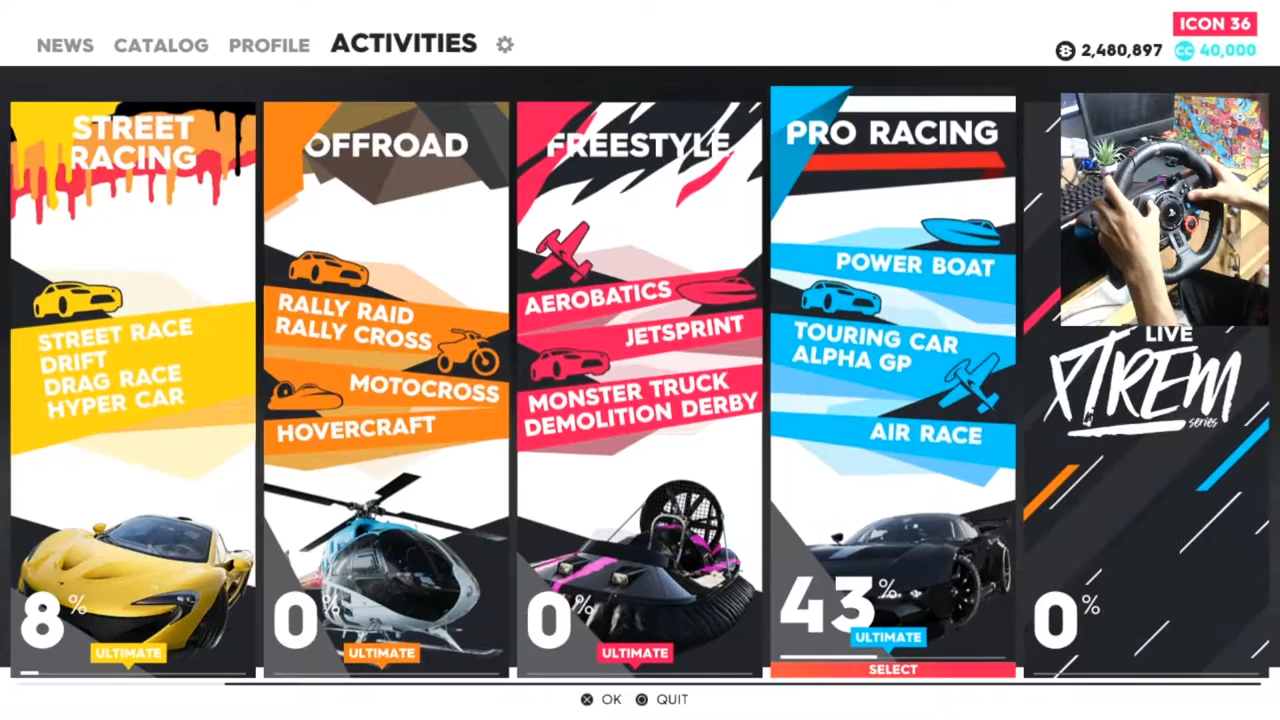 NEWS CATALOG PROFILE ACTIVITIES
ICON 36
2,480,897 CC 40,000
STREET
RACING
STREET RACE
DRIFT
DRAG RACE
HYPER CAR
8%
ULTIMATE
OFFROAD
RALLY RAID
RALLY CROSS
MOTOCROSS
HOVERCRAFT
0%
ULTIMATE
FREESTYLE
AEROBATICS
JETSPRINT
MONSTER TRUCK
DEMOLITION DERBY
0%
ULTIMATE
PRO RACING
POWER BOAT
TOURING CAR
ALPHA GP
AIR RACE
43%
ULTIMATE
SELECT
LIVE
XTREM
series
0%
OK QUIT